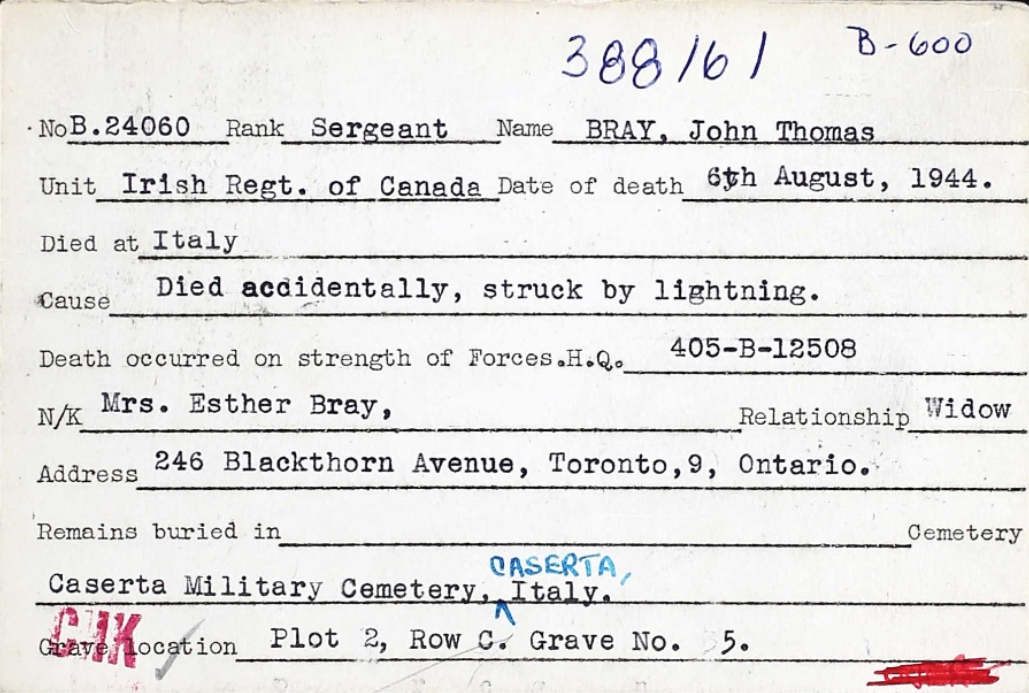 388/61 B-600
No B.24060 Rank Sergeant Name BRAY, John Thomas
Unit Irish Regt. of Canada Date of death 6th August, 1944.
Died at Italy
Cause Died accidentally, struck by lightning.
Death occurred on strength of Forces.H.Q. 405-B-12508
N/K Mrs. Esther Bray, Relationship Widow
Address 246 Blackthorn Avenue, Toronto,9, Ontario.
Remains buried in Cemetery
CASERTA,
Caserta Military Cemetery, Italy.
Grave location Plot 2, Row C. Grave No. 5.